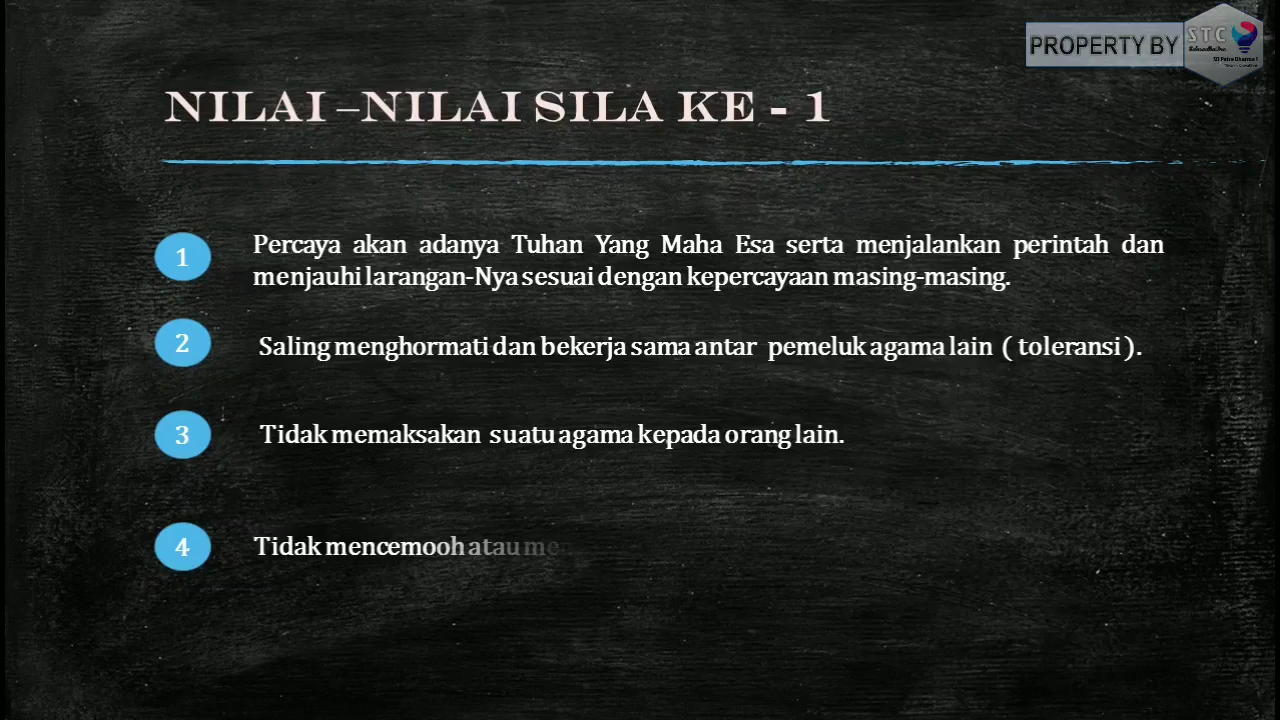 PROPERTY BY
STC
NILAI –NILAI SILA KE - 1
1
Percaya akan adanya Tuhan Yang Maha Esa serta menjalankan perintah dan
menjauhi larangan-Nya sesuai dengan kepercayaan masing-masing.
2
Saling menghormati dan bekerja sama antar pemeluk agama lain ( toleransi ).
3
Tidak memaksakan suatu agama kepada orang lain.
4
Tidak mencemooh atau